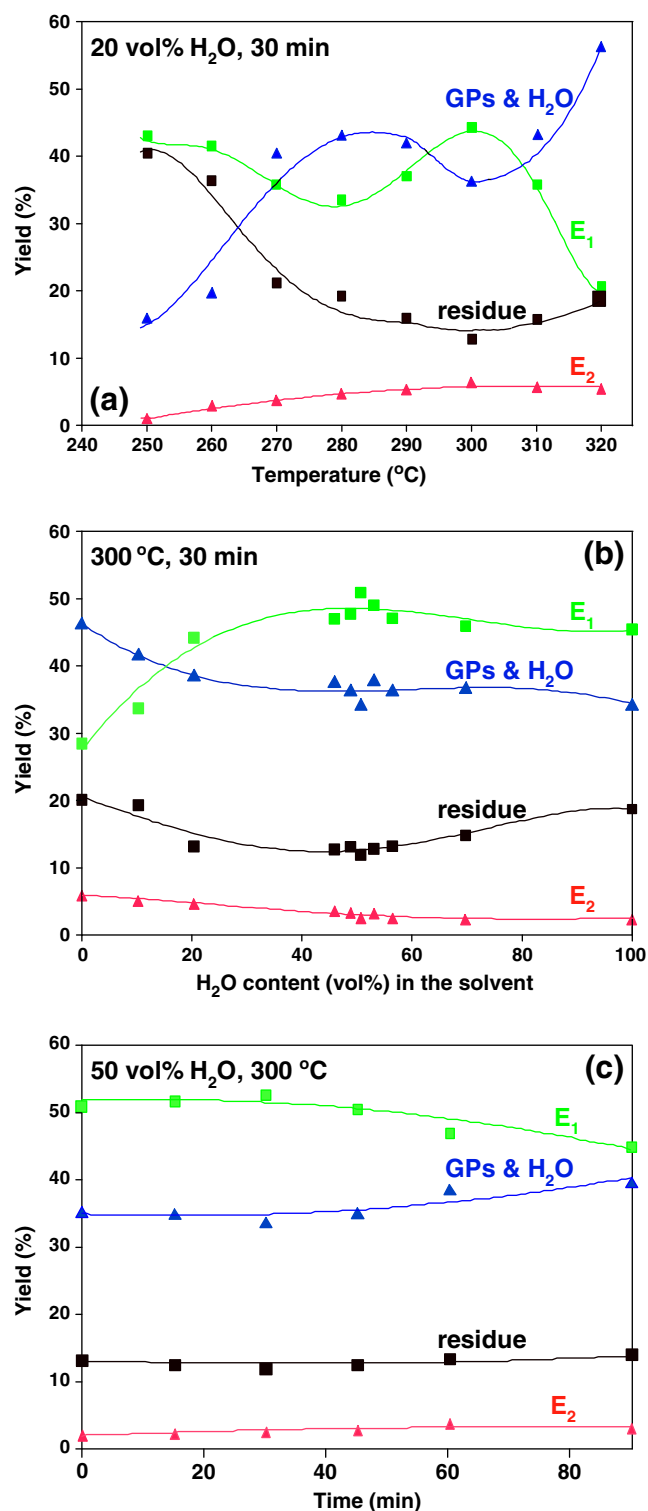 60
20 vol% H₂O, 30 min
GPs & H₂O
50
40
30
E₁
20
residue
10
E₂
(a)
0
240 250 260 270 280 290 300 310 320
Yield (%)
Temperature (°C)
60
300 °C, 30 min
(b)
50
E₁
40
GPs & H₂O
30
20
residue
10
E₂
0
0 20 40 60 80 100
Yield (%)
H₂O content (vol%) in the solvent
60
50 vol% H₂O, 300 °C
(c)
50
E₁
GPs & H₂O
40
30
20
residue
10
E₂
0
0 20 40 60 80
Yield (%)
Time (min)